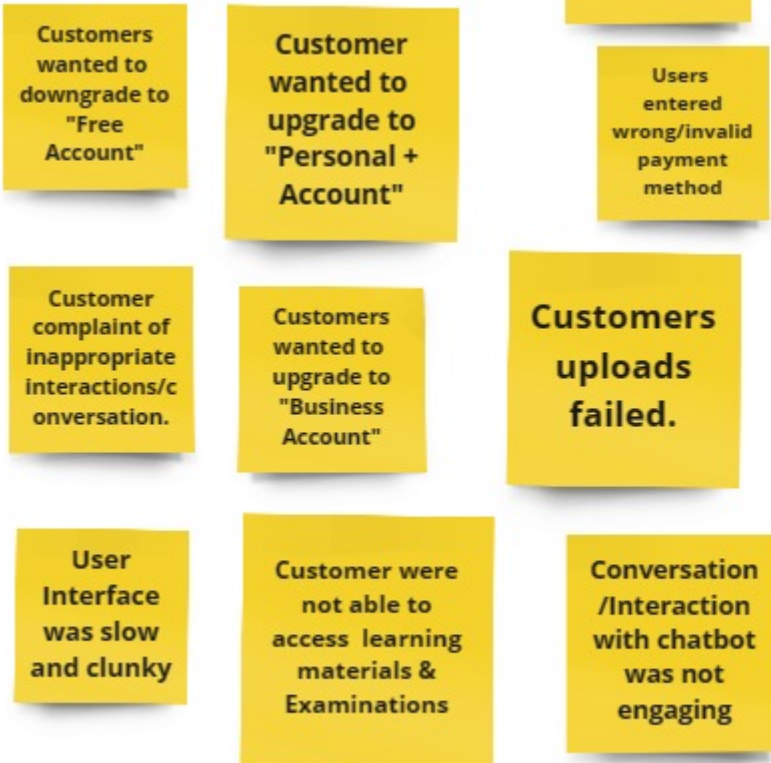 Customers
wanted to
downgrade to
"Free
Account"
Customer
wanted to
upgrade to
"Personal +
Account"
Users
entered
wrong/invalid
payment
method
Customer
complaint of
inappropriate
interactions/c
onversation.
Customers
wanted to
upgrade to
"Business
Account"
Customers
uploads
failed.
User
Interface
was slow
and clunky
Customer were
not able to
access learning
materials &
Examinations
Conversation
/Interaction
with chatbot
was not
engaging